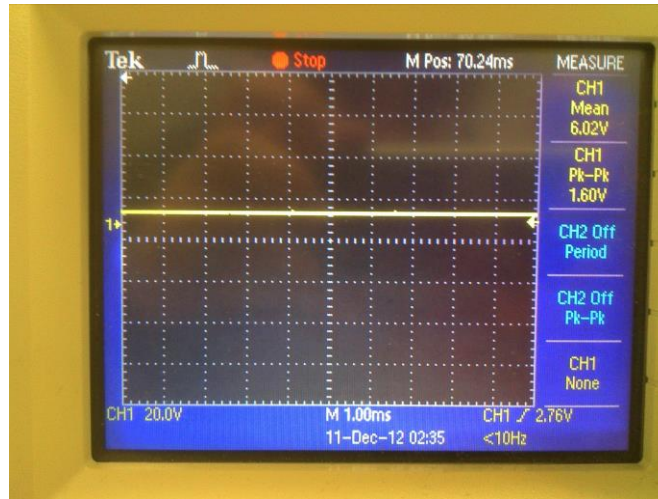 Tek Stop M Pos: 70.24ms MEASURE
CH1
Mean
6.02V
CH1
Pk-Pk
1.60V
1
CH2 Off
Period
CH2 Off
Pk-Pk
CH1
None
CH1 20.0V M 1.00ms CH1 2.76V
11-Dec-12 02:35 <10Hz